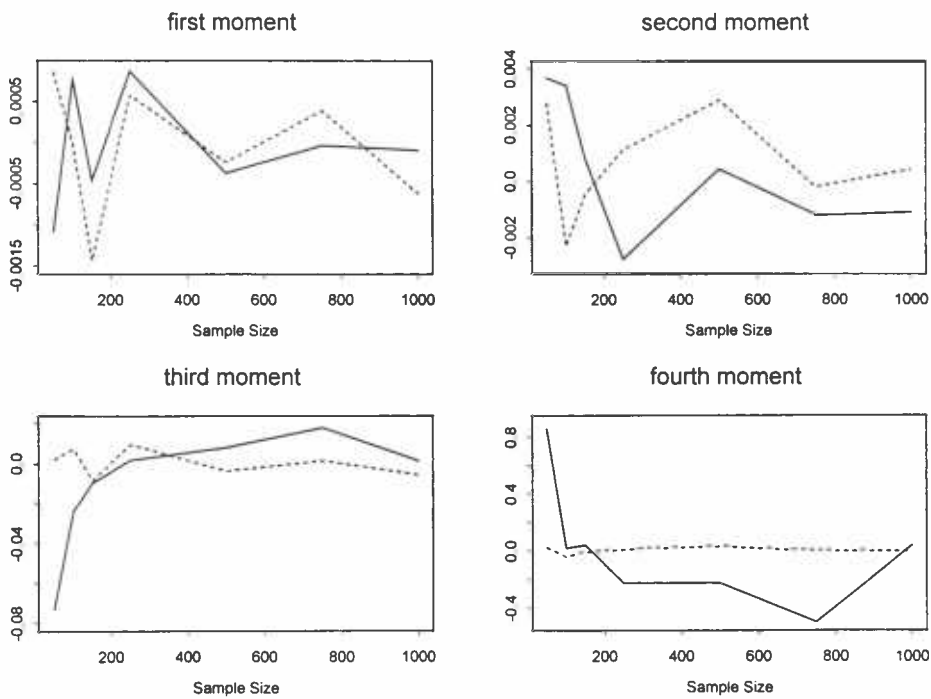 first moment
0.0005
-0.0005
-0.0015
200 400 600 800 1000
Sample Size
second moment
0.004
0.002
0.0
-0.002
200 400 600 800 1000
Sample Size
third moment
0.0
-0.04
-0.08
200 400 600 800 1000
Sample Size
fourth moment
0.8
0.4
0.0
-0.4
200 400 600 800 1000
Sample Size